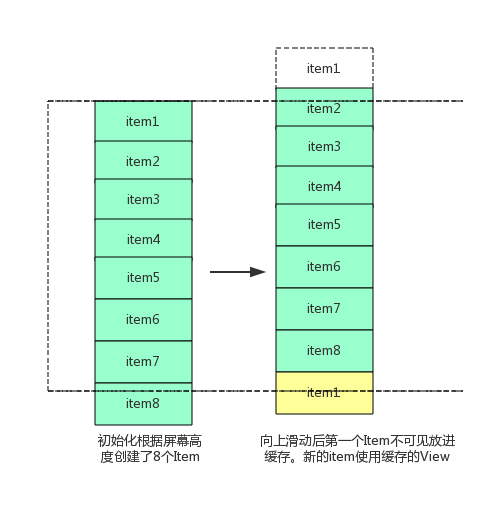 item1
item2
item3
item4
item5
item6
item7
item8
初始化根据屏幕高
度创建了8个Item
item1
item2
item3
item4
item5
item6
item7
item8
item1
向上滑动后第一个Item不可见放进
缓存。新的item使用缓存的View